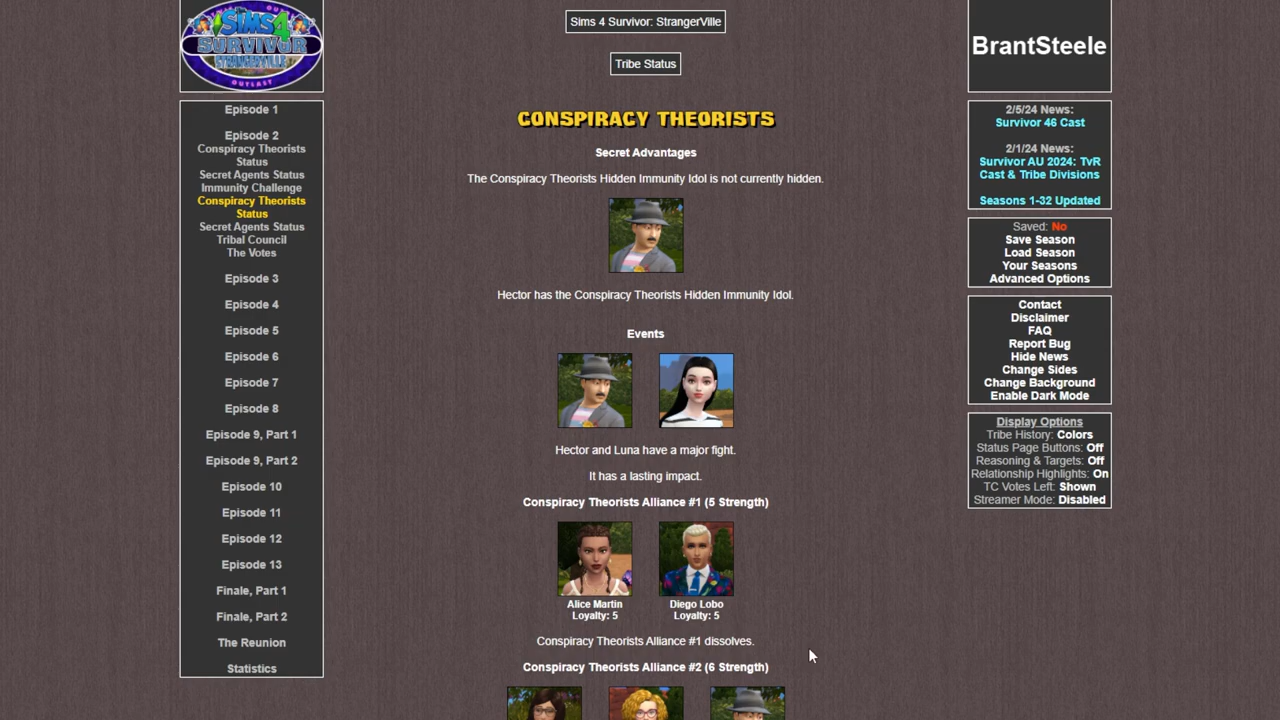 SIMS 4
SURVIVOR
STRANGERVILLE
OUTLAST
Episode 1
Episode 2
Conspiracy Theorists
Status
Secret Agents Status
Immunity Challenge
Conspiracy Theorists
Status
Secret Agents Status
Tribal Council
The Votes
Episode 3
Episode 4
Episode 5
Episode 6
Episode 7
Episode 8
Episode 9, Part 1
Episode 9, Part 2
Episode 10
Episode 11
Episode 12
Episode 13
Finale, Part 1
Finale, Part 2
The Reunion
Statistics
Sims 4 Survivor: StrangerVille
Tribe Status
CONSPIRACY THEORISTS
Secret Advantages
The Conspiracy Theorists Hidden Immunity Idol is not currently hidden.
Hector has the Conspiracy Theorists Hidden Immunity Idol.
Events
Hector and Luna have a major fight.
It has a lasting impact.
Conspiracy Theorists Alliance #1 (5 Strength)
Alice Martin
Loyalty: 5
Diego Lobo
Loyalty: 5
Conspiracy Theorists Alliance #1 dissolves.
Conspiracy Theorists Alliance #2 (6 Strength)
BrantSteele
2/5/24 News:
Survivor 46 Cast
2/1/24 News:
Survivor AU 2024: TvR
Cast & Tribe Divisions
Seasons 1-32 Updated
Saved: No
Save Season
Load Season
Your Seasons
Advanced Options
Contact
Disclaimer
FAQ
Report Bug
Hide News
Change Sides
Change Background
Enable Dark Mode
Display Options
Tribe History: Colors
Status Page Buttons: Off
Reasoning & Targets: Off
Relationship Highlights: On
TC Votes Left: Shown
Streamer Mode: Disabled